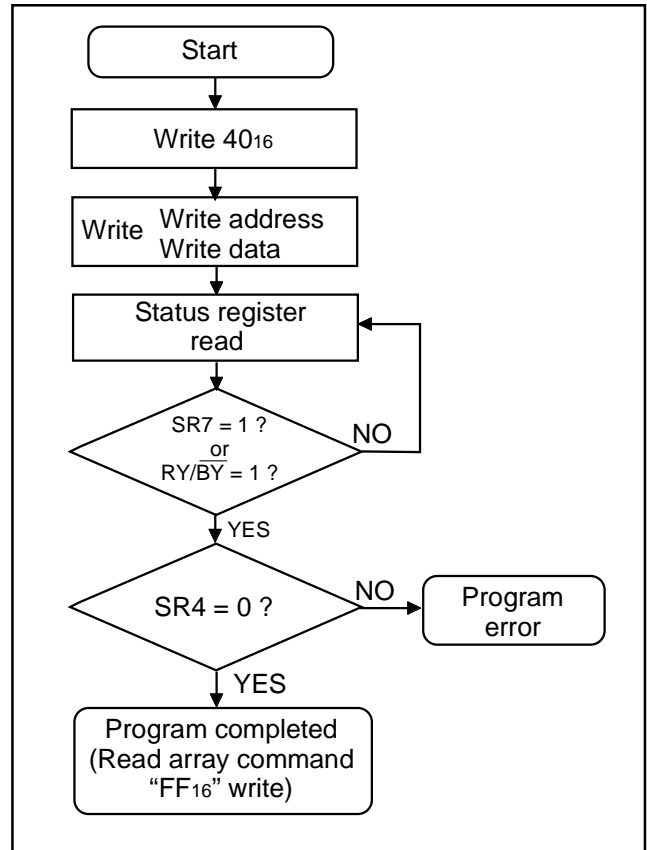 Start
Write 40₁₆
Write
Write address
Write data
Status register
read
SR7 = 1 ?
or
RY/B̅Y̅ = 1 ?
NO
YES
SR4 = 0 ?
NO
Program
error
YES
Program completed
(Read array command
“FF₁₆” write)